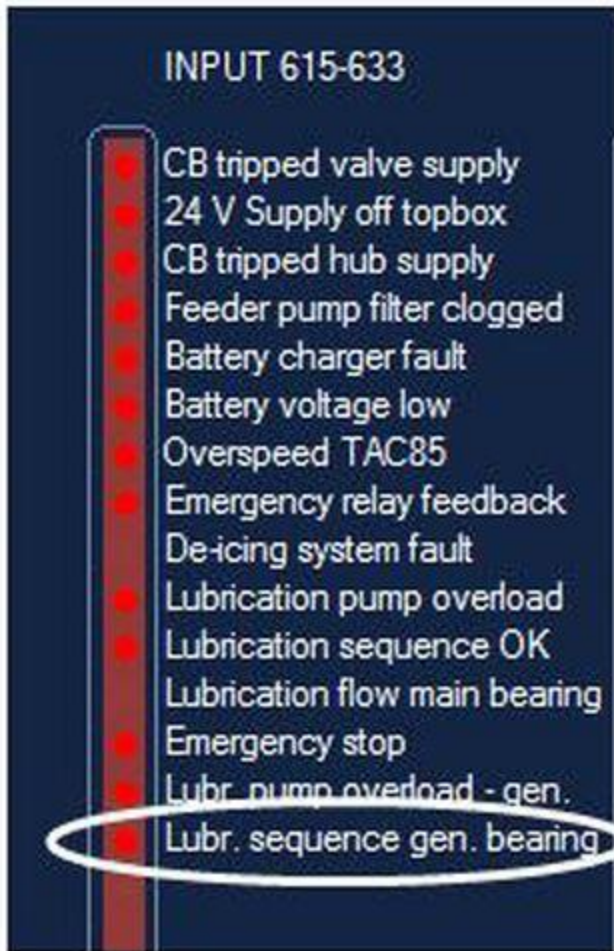 INPUT 615-633
CB tripped valve supply
24 V Supply off topbox
CB tripped hub supply
Feeder pump filter clogged
Battery charger fault
Battery voltage low
Overspeed TAC85
Emergency relay feedback
De-icing system fault
Lubrication pump overload
Lubrication sequence OK
Lubrication flow main bearing
Emergency stop
Lubr. pump overload - gen.
Lubr. sequence gen. bearing